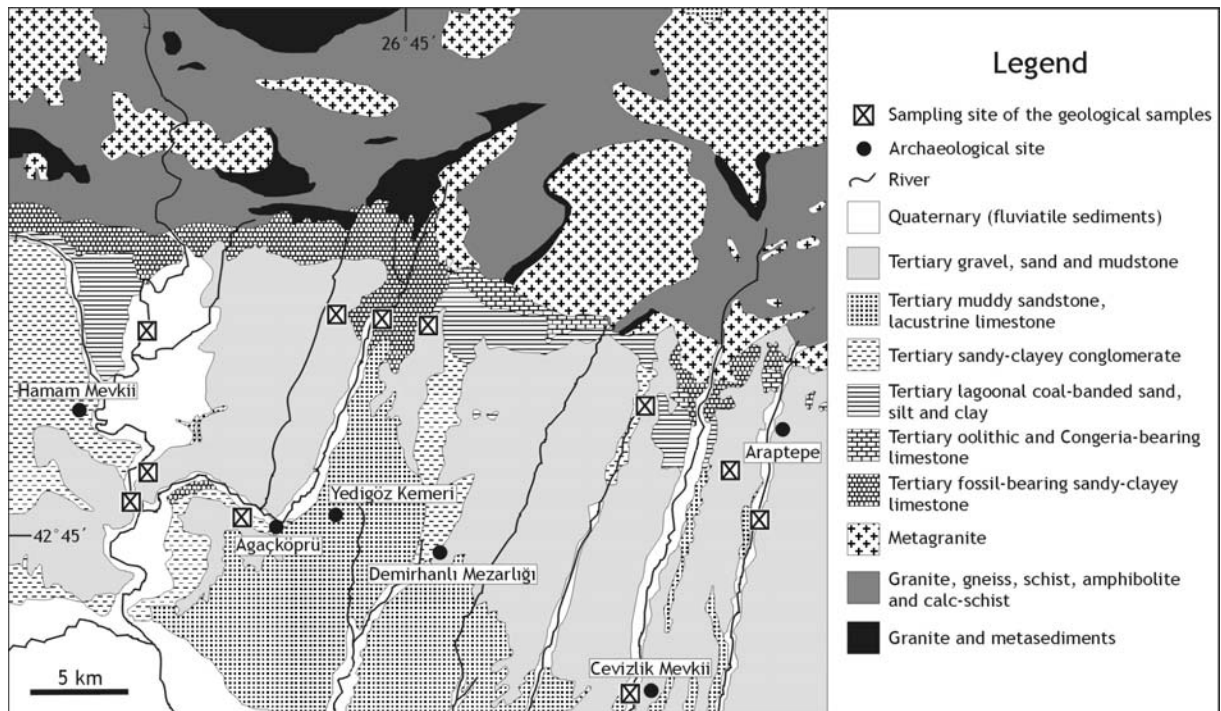 26°45´
Hamam Mevkii
Araptepe
Yedigöz Kemeri
42°45´
Ağaçköprü
Demirhanlı Mezarlığı
Cevizlik Mevkii
5 km
Legend
Sampling site of the geological samples
Archaeological site
River
Quaternary (fluviatile sediments)
Tertiary gravel, sand and mudstone
Tertiary muddy sandstone,
lacustrine limestone
Tertiary sandy-clayey conglomerate
Tertiary lagoonal coal-banded sand,
silt and clay
Tertiary oolithic and Congeria-bearing
limestone
Tertiary fossil-bearing sandy-clayey
limestone
Metagranite
Granite, gneiss, schist, amphibolite
and calc-schist
Granite and metasediments